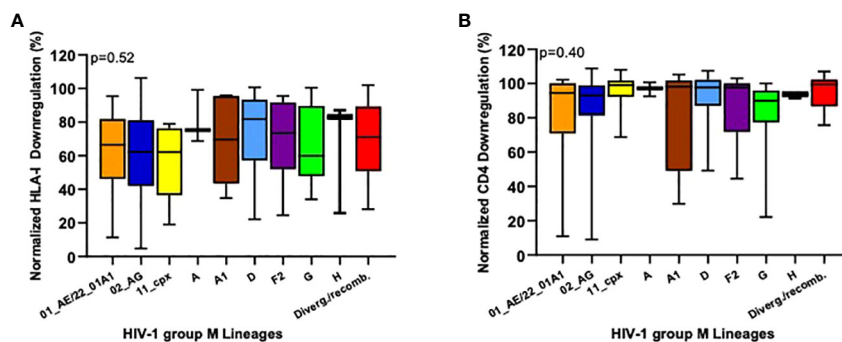 A
p=0.52
Normalized HLA-I Downregulation (%)
120
100
80
60
40
20
0
01_AE/22_01A1
02_AG
11_cpx
A
A1
D
F2
G
H
Diverg./recomb.
HIV-1 group M Lineages
B
p=0.40
Normalized CD4 Downregulation (%)
120
100
80
60
40
20
0
01_AE/22_01A1
02_AG
11_cpx
A
A1
D
F2
G
H
Diverg./recomb.
HIV-1 group M Lineages